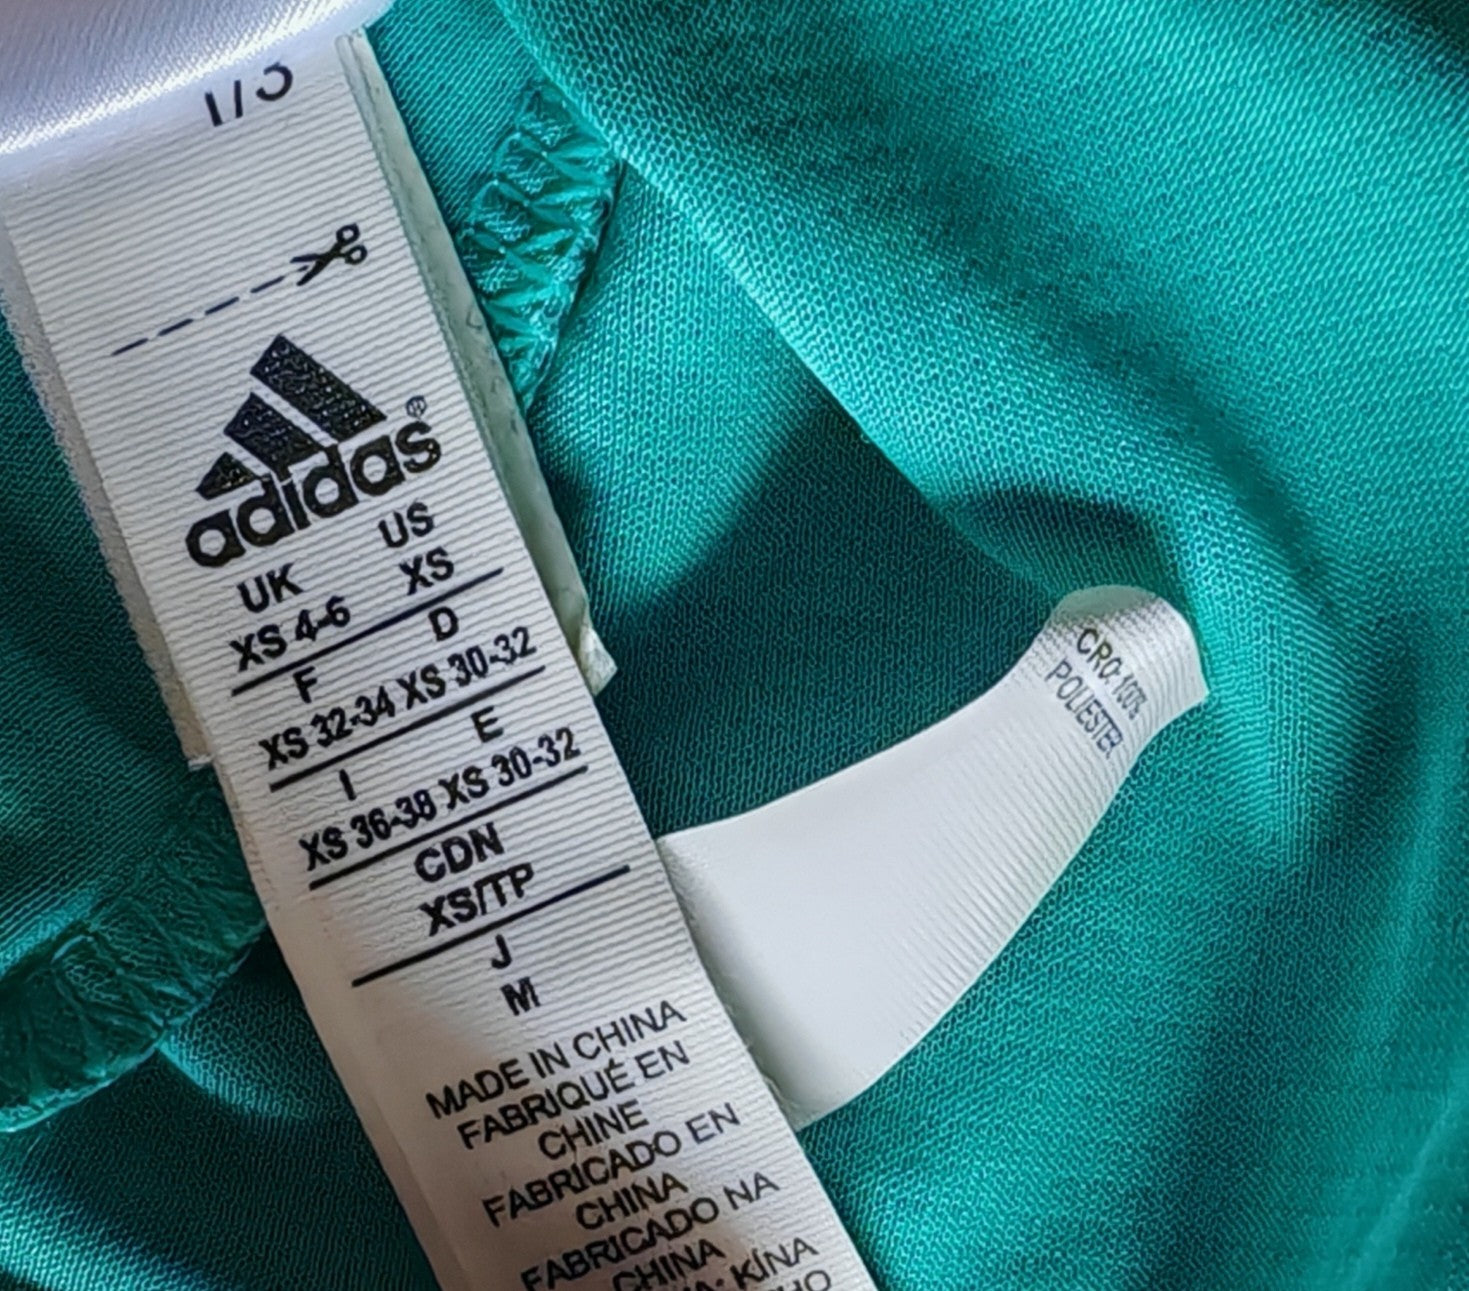 1/3
adidas®
UK US
XS 4-6 XS
F D
XS 32-34 XS 30-32
I E
XS 36-38 XS 30-32
CDN
XS/TP
J
M
MADE IN CHINA
FABRIQUÉ EN
CHINE
FABRICADO EN
CHINA
FABRICADO NA
CHINA
KÍNA
CRO: 100%
POLIESTER